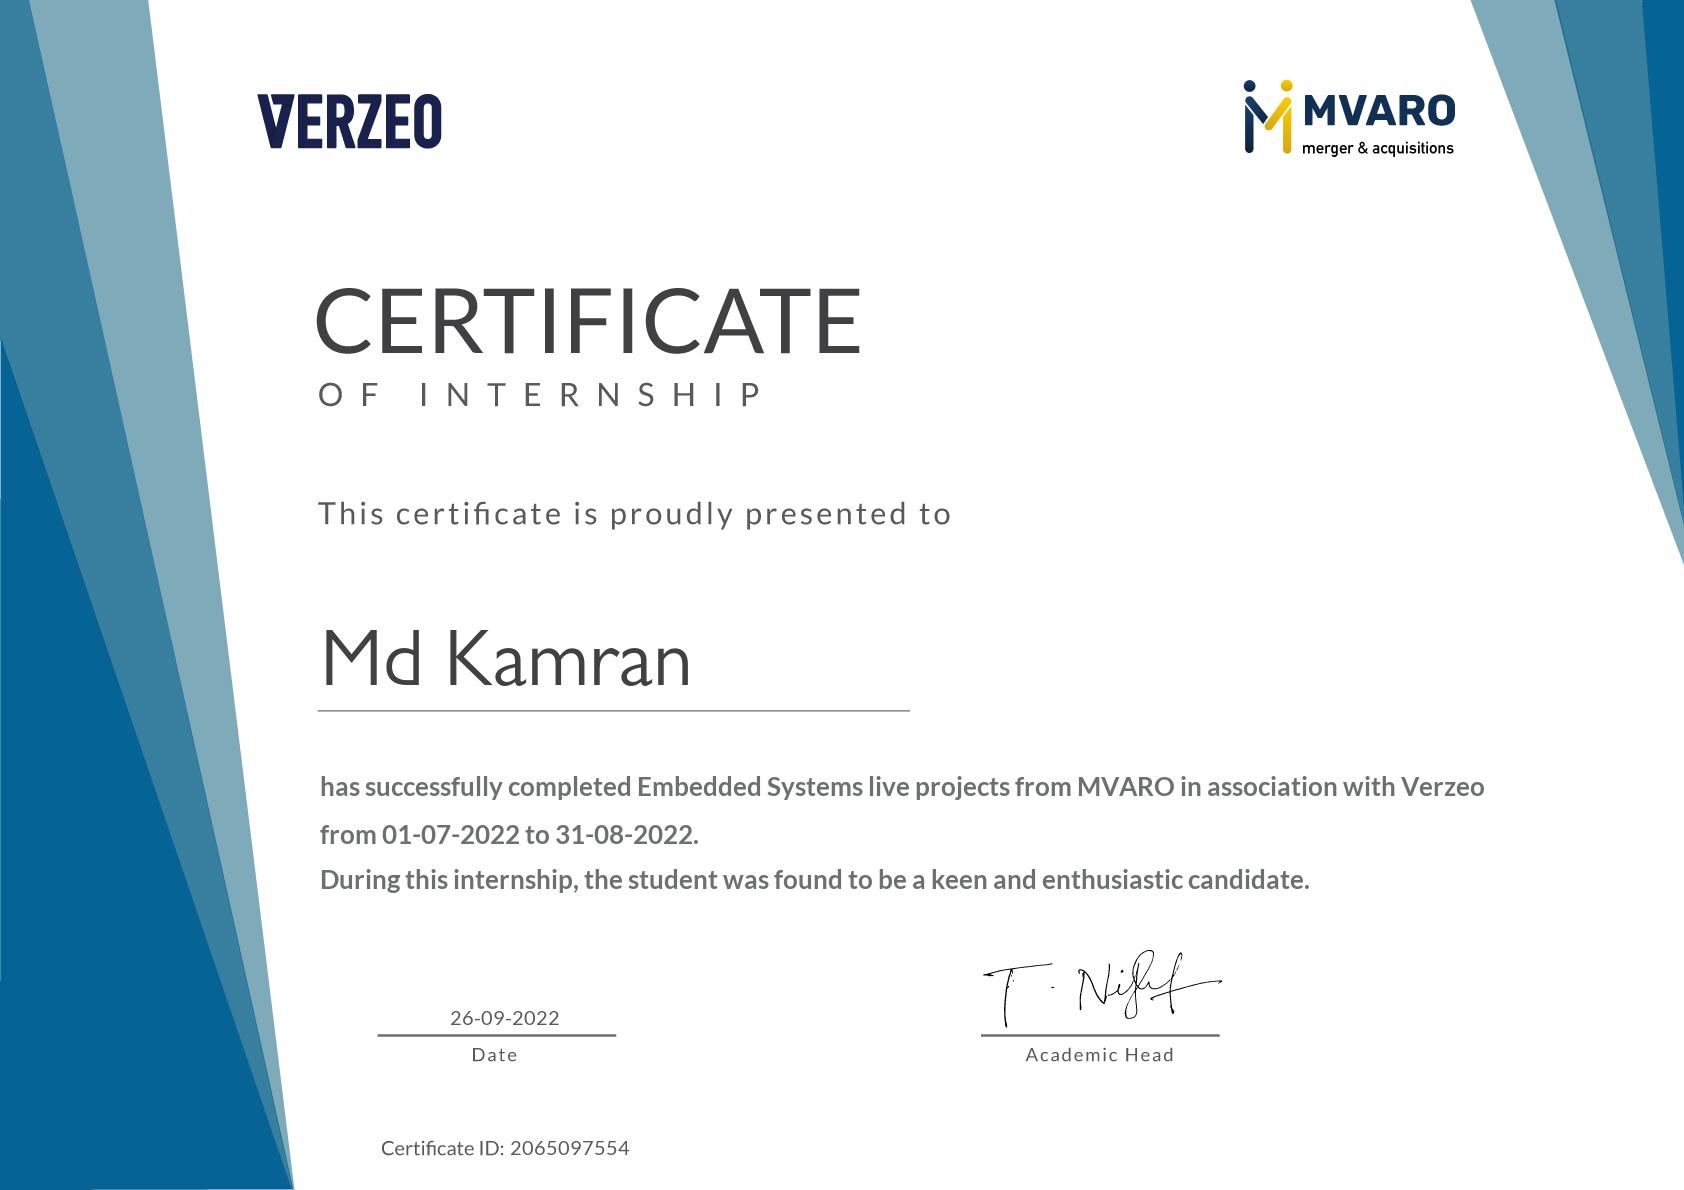 VERZEO
MVARO
merger & acquisitions
CERTIFICATE
OF INTERNSHIP
This certificate is proudly presented to
Md Kamran
has successfully completed Embedded Systems live projects from MVARO in association with Verzeo
from 01-07-2022 to 31-08-2022.
During this internship, the student was found to be a keen and enthusiastic candidate.
26-09-2022
Date
Academic Head
Certificate ID: 2065097554